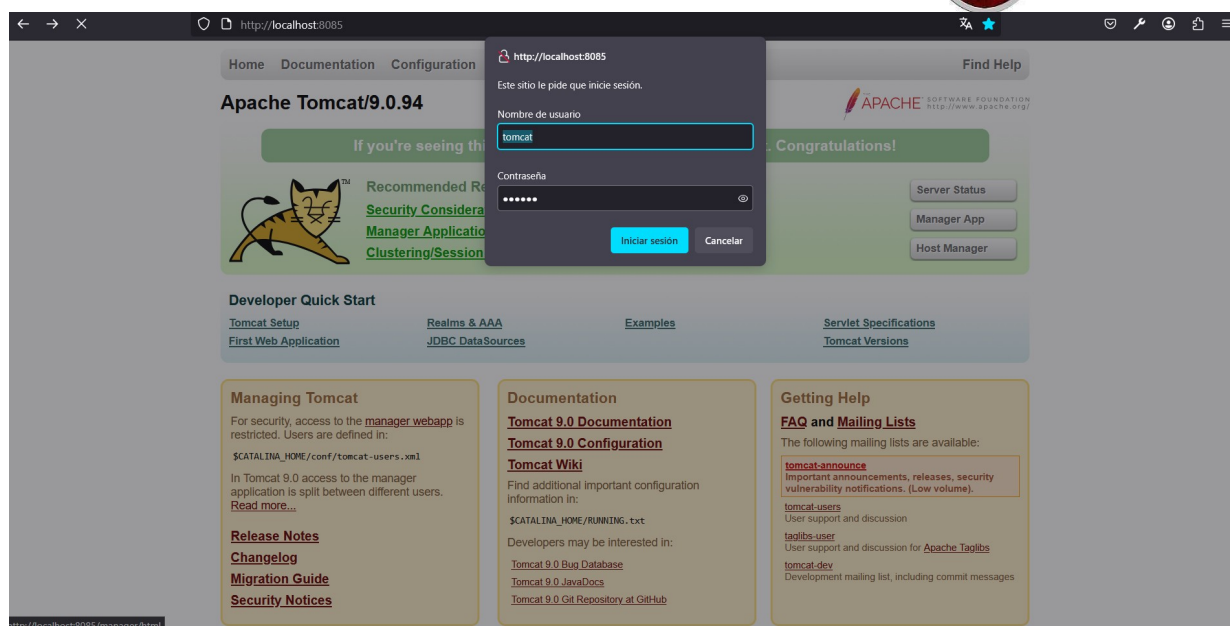 http://localhost:8085
http://localhost:8085
Este sitio le pide que inicie sesión.
Nombre de usuario
tomcat
Contraseña
••••••
Iniciar sesión Cancelar
Home Documentation Configuration Find Help
Apache Tomcat/9.0.94
THE APACHE SOFTWARE FOUNDATION
http://www.apache.org/
If you're seeing Congratulations!
TM
Recommended
Security
Manager
Clustering/Session
Server Status
Manager App
Host Manager
Developer Quick Start
Tomcat Setup Realms & AAA Examples Servlet Specifications
First Web Application JDBC DataSources Tomcat Versions
Managing Tomcat
For security, access to the manager webapp is
restricted. Users are defined in:
$CATALINA_HOME/conf/tomcat-users.xml
In Tomcat 9.0 access to the manager
application is split between different users.
Read more...
Release Notes
Changelog
Migration Guide
Security Notices
Documentation
Tomcat 9.0 Documentation
Tomcat 9.0 Configuration
Tomcat Wiki
Find additional important configuration
information in:
$CATALINA_HOME/RUNNING.txt
Developers may be interested in:
Tomcat 9.0 Bug Database
Tomcat 9.0 JavaDocs
Tomcat 9.0 Git Repository at GitHub
Getting Help
FAQ and Mailing Lists
The following mailing lists are available:
tomcat-announce
Important announcements, releases, security
vulnerability notifications. (Low volume).
tomcat-users
User support and discussion
taglibs-user
User support and discussion for Apache Taglibs
tomcat-dev
Development mailing list, including commit messages